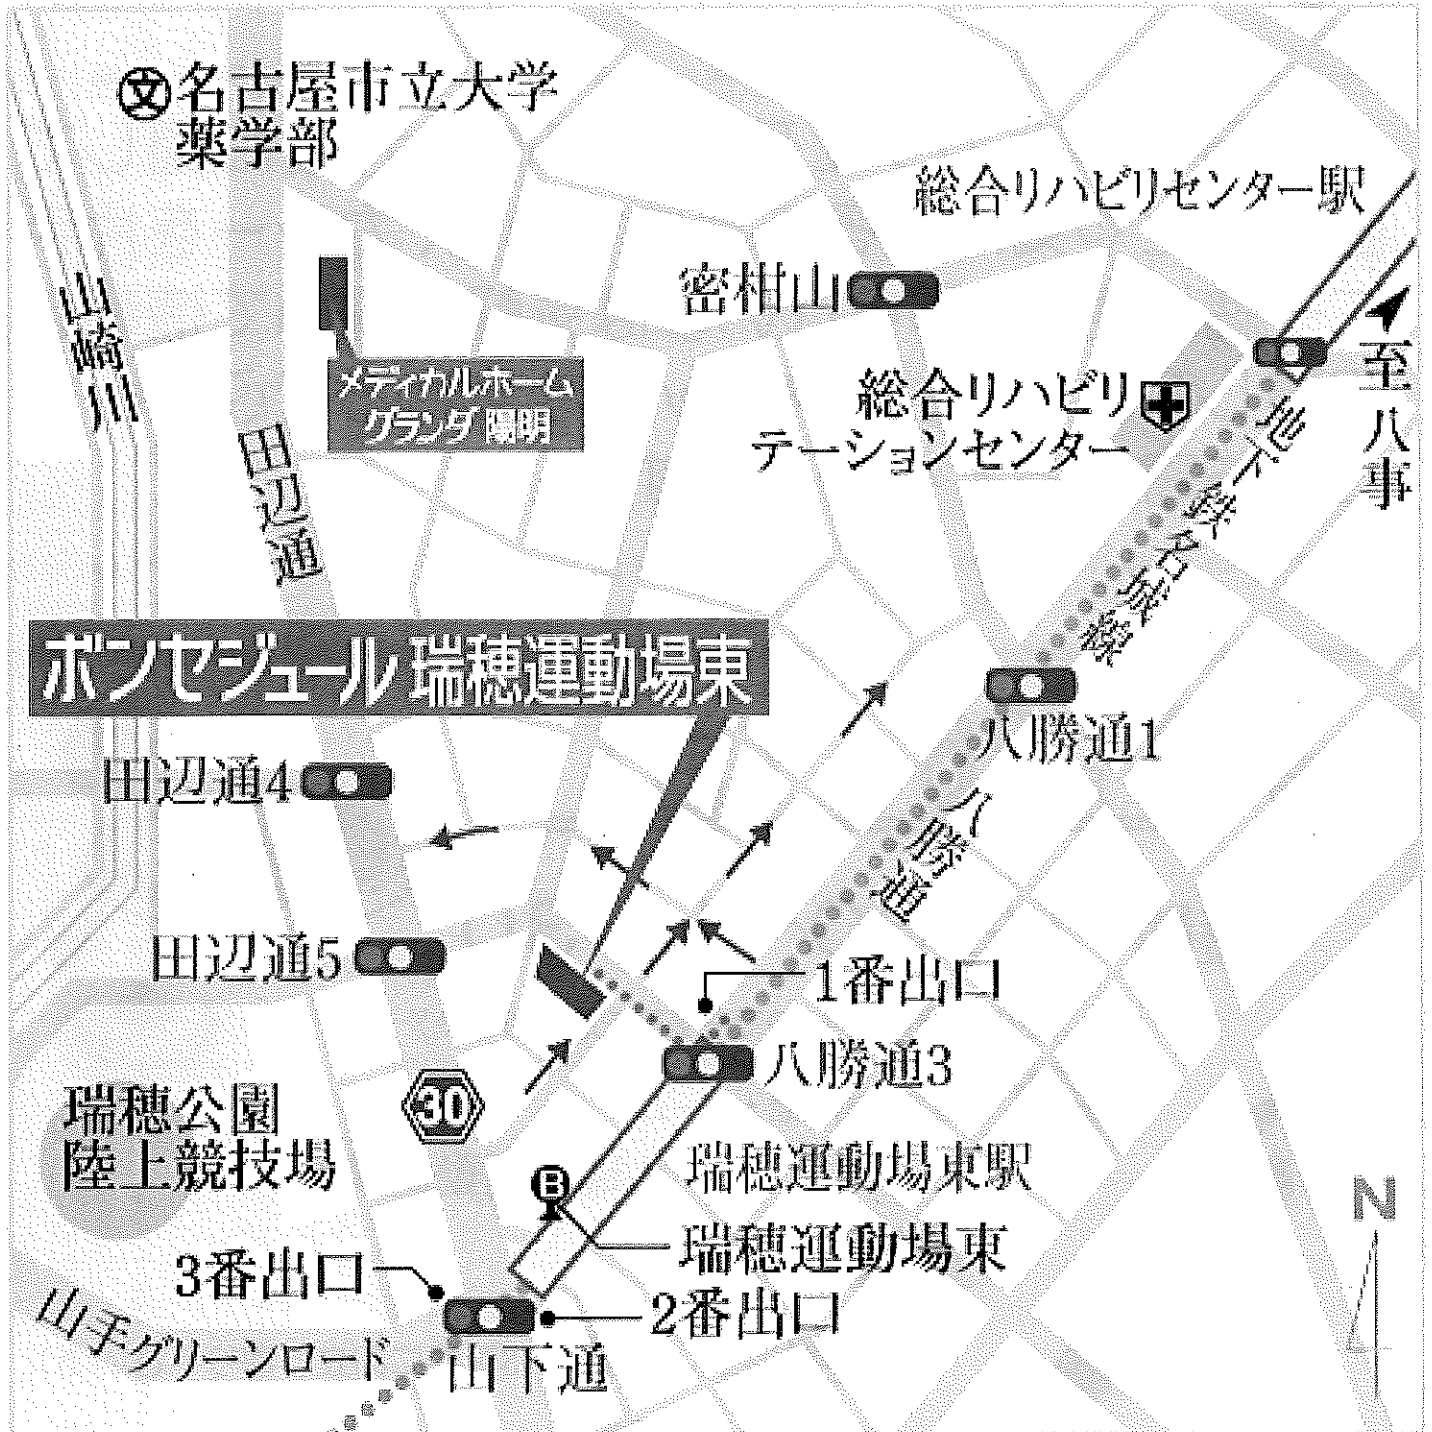 文
名古屋市立大学
薬学部
総合リハビリセンター駅
密柑山
山崎川
メディカルホーム
グランダ 陽明
総合リハビリ
テーションセンター
至 八事
田辺通
地下鉄名城線
ボンセジュール 瑞穂運動場東
八勝通1
田辺通4
八勝通
田辺通5
1番出口
八勝通3
30
瑞穂公園
陸上競技場
瑞穂運動場東駅
B
瑞穂運動場東
N
3番出口
2番出口
山手グリーンロード
山下通